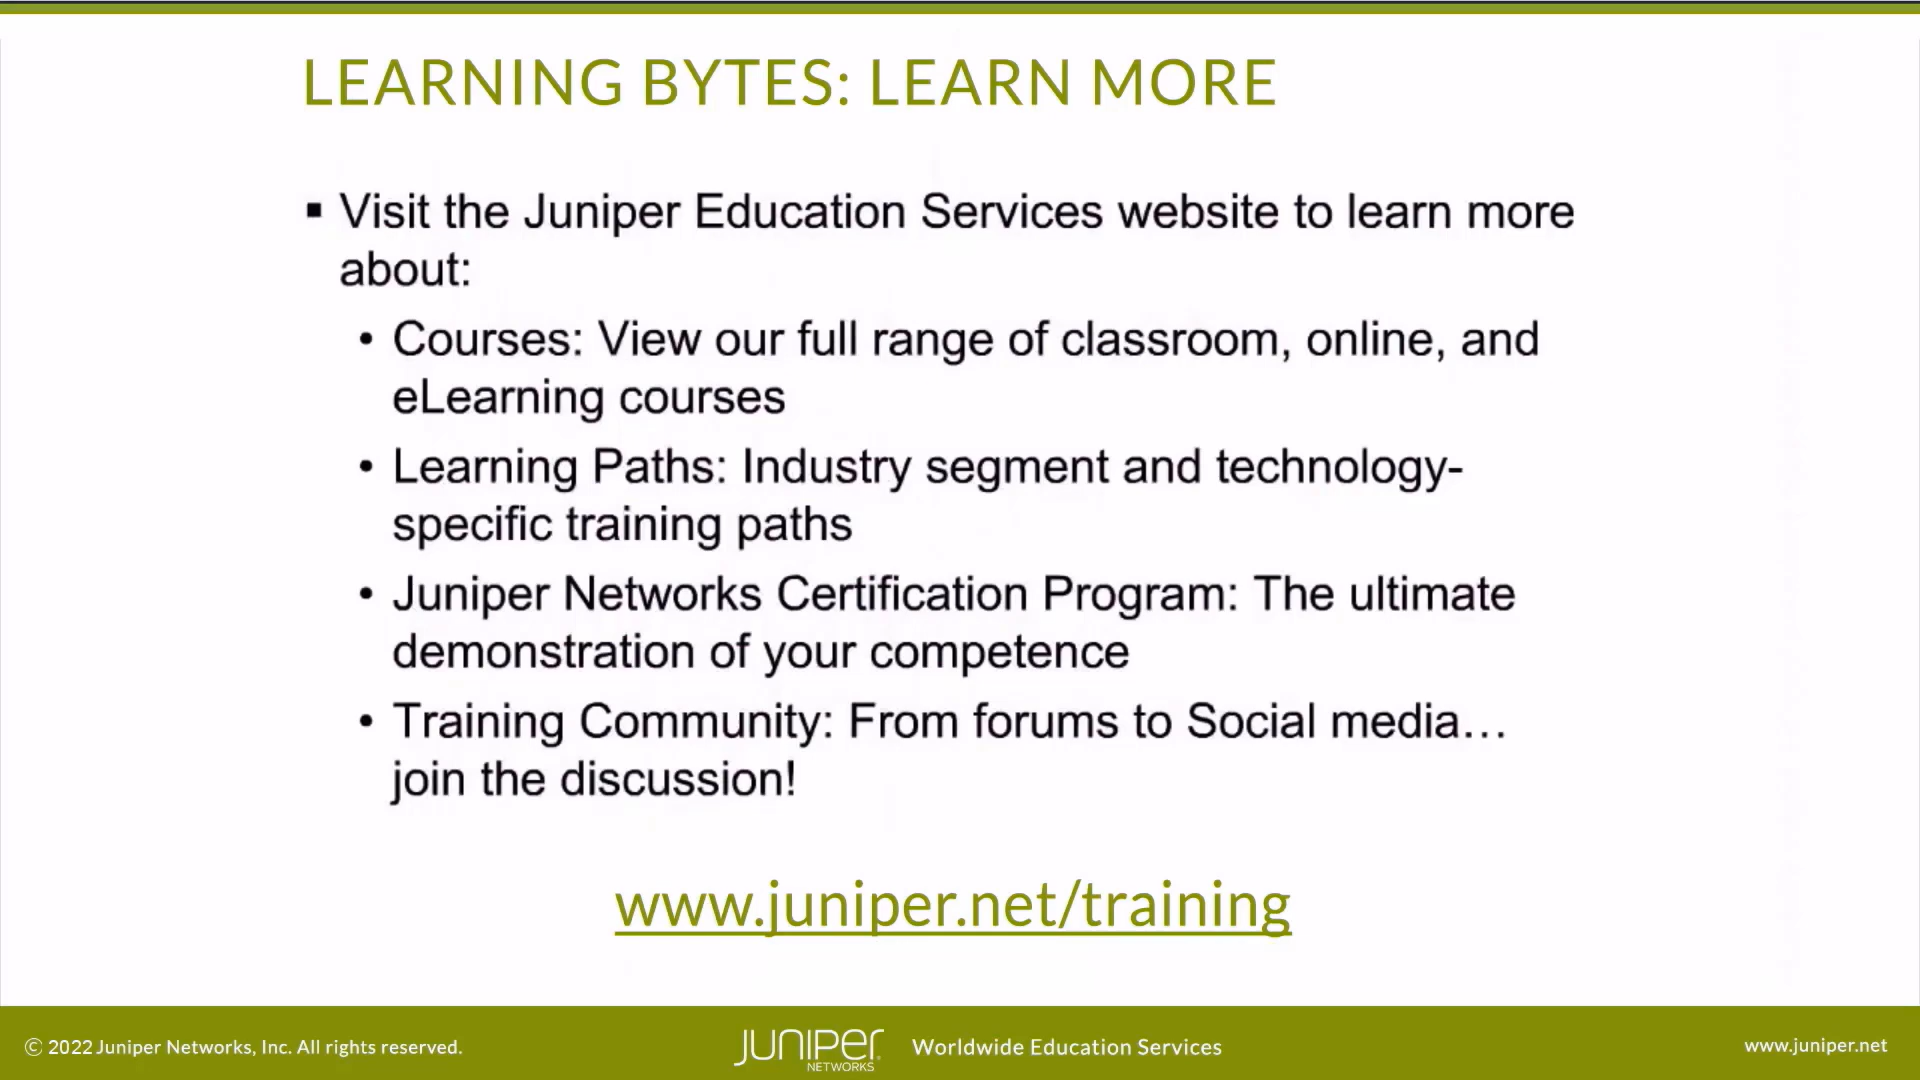 LEARNING BYTES: LEARN MORE
▪ Visit the Juniper Education Services website to learn more
about:
• Courses: View our full range of classroom, online, and
eLearning courses
• Learning Paths: Industry segment and technology-
specific training paths
• Juniper Networks Certification Program: The ultimate
demonstration of your competence
• Training Community: From forums to Social media…
join the discussion!
www.juniper.net/training
© 2022 Juniper Networks, Inc. All rights reserved.
JUNIPER
NETWORKS
Worldwide Education Services
www.juniper.net